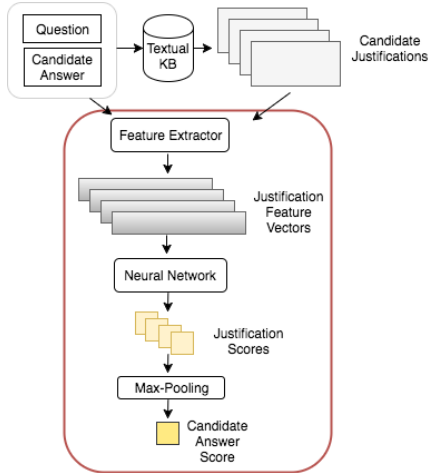 Question
Candidate
Answer
Textual
KB
Candidate
Justifications
Feature Extractor
Justification
Feature
Vectors
Neural Network
Justification
Scores
Max-Pooling
Candidate
Answer
Score